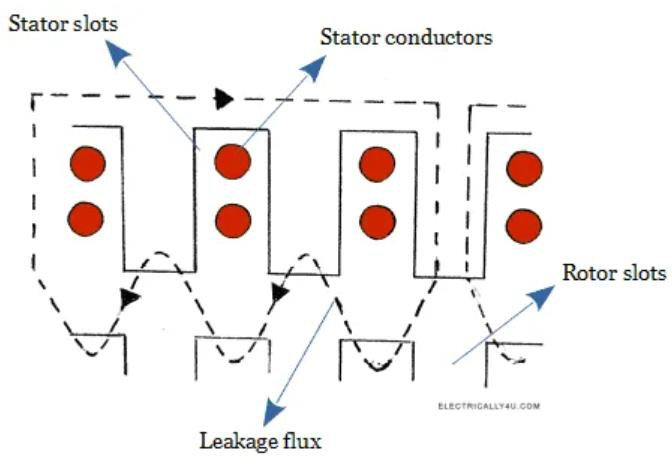 Stator slots
Stator conductors
Rotor slots
ELECTRICALLY4U.COM
Leakage flux